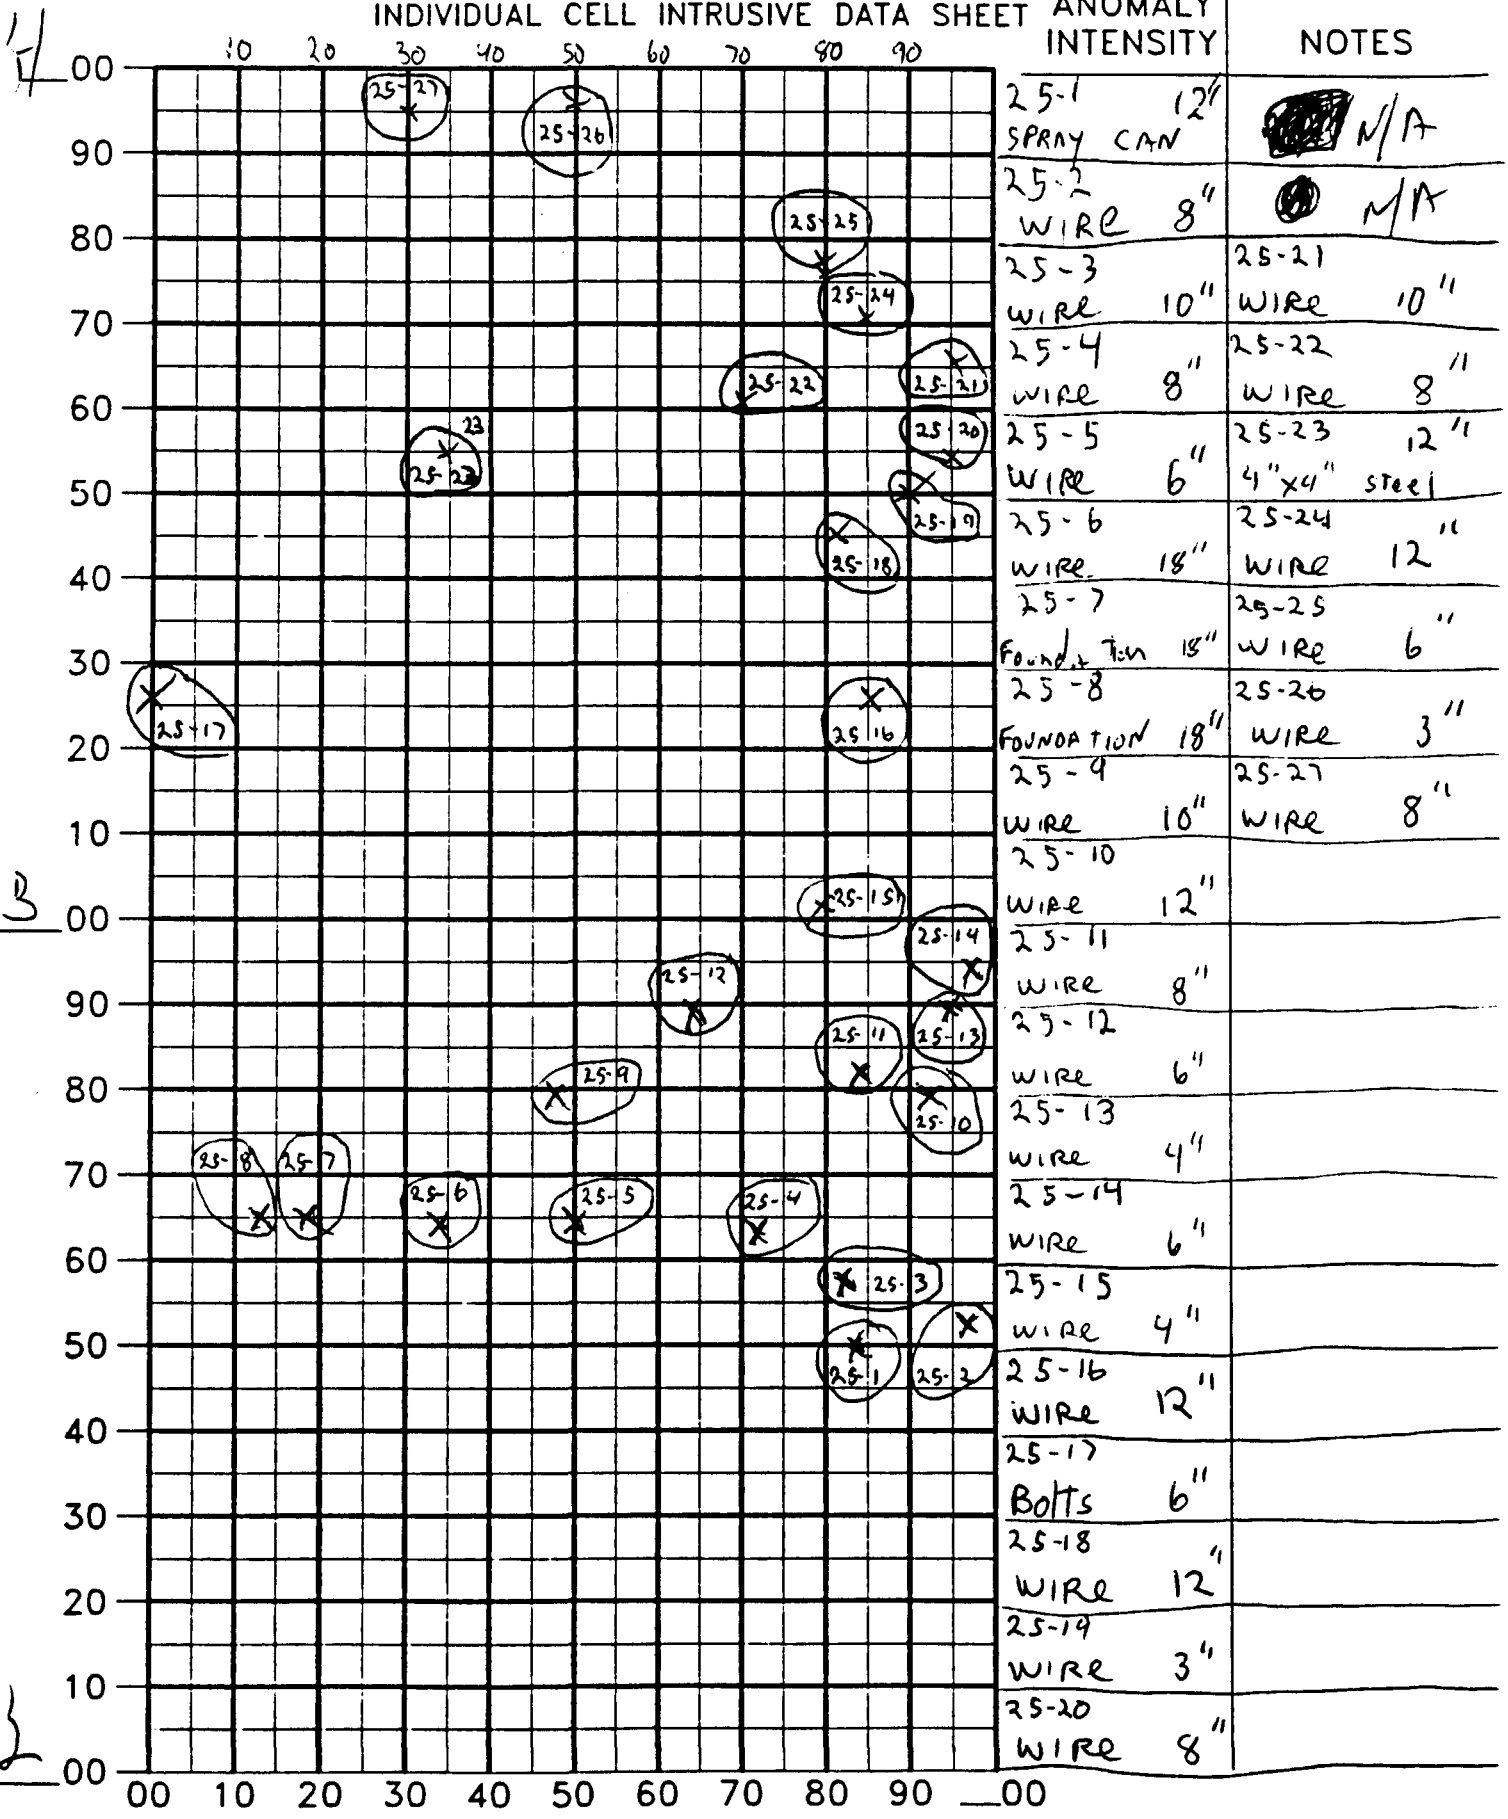 INDIVIDUAL CELL INTRUSIVE DATA SHEET
ANOMALY INTENSITY
NOTES
10 20 30 40 50 60 70 80 90
4 00
25-27
25-26
90
25-25
80
25-24
70
25-22 25-21
60
23
25-20
50
25-19
25-18
40
30
25-17 25-16
20
10
25-15
3 00
25-14
25-12
90
25-11 25-13
25-9
80
25-10
25-8 25-7
70
25-6 25-5 25-4
60
25-3
50
25-1 25-2
40
30
20
10
00
00 10 20 30 40 50 60 70 80 90 __00
25-1 12"
SPRAY CAN
N/A
25-2
WIRe 8"
N/A
25-3
WIRe 10"
25-21
WIRe 10"
25-4
WIRe 8"
25-22
WIRe 8"
25-5
WIRe 6"
25-23 12"
4"x4" steel
25-6
WIRe 18"
25-24
WIRe 12"
25-7
Foundation 18"
25-25
WIRe 6"
25-8
FOUNDATION 18"
25-26
WIRe 3"
25-9
WIRe 10"
25-27
WIRe 8"
25-10
WIRe 12"
25-11
WIRe 8"
25-12
WIRe 6"
25-13
WIRe 4"
25-14
WIRe 6"
25-15
WIRe 4"
25-16
WIRe 12"
25-17
Bolts 6"
25-18
WIRe 12"
25-19
WIRe 3"
25-20
WIRe 8"